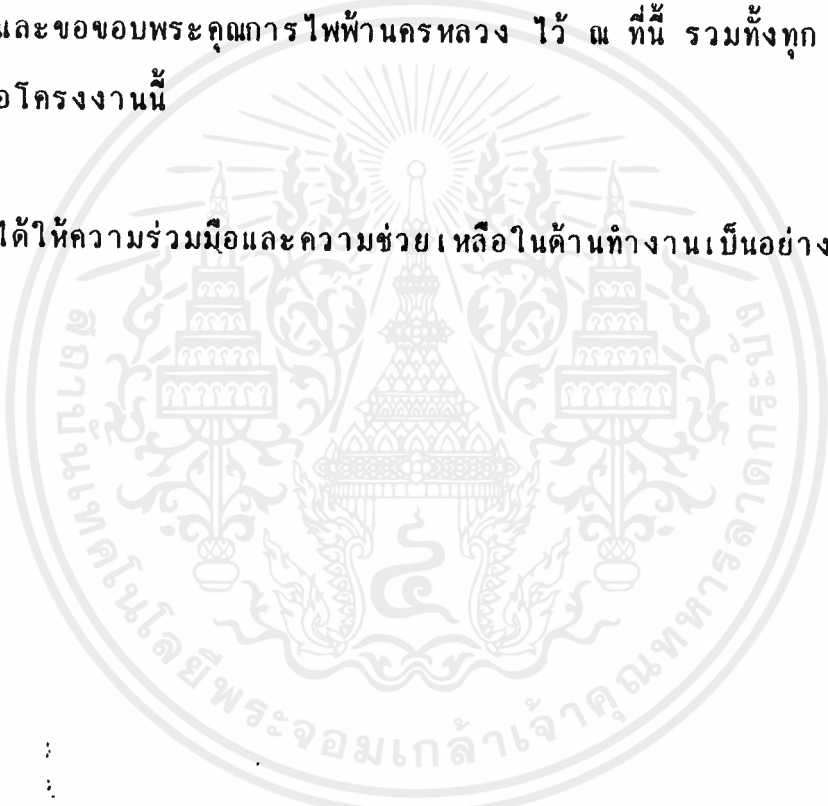 และขอขอบพระคุณการไฟฟ้านครหลวง ไว้ ณ ที่นี้ รวมทั้งทุก
อโครงงานนี้
ได้ให้ความร่วมมือและความช่วยเหลือในด้านทำงานเป็นอย่าง
สถาบันเทคโนโลยีพระจอมเกล้าเจ้าคุณทหารลาดกระบัง